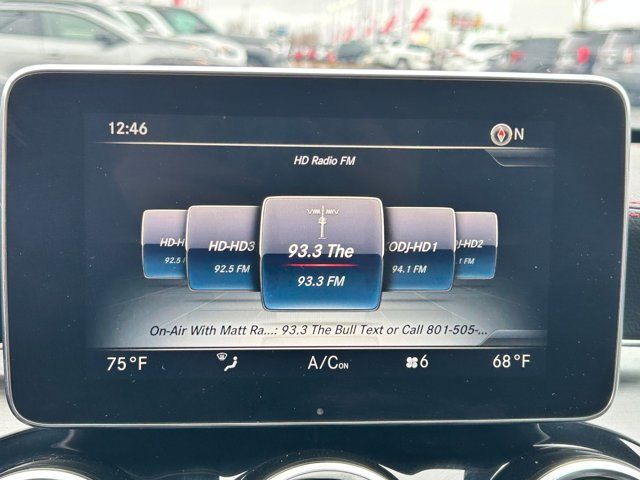 12:46
N
HD Radio FM
HD-H
HD-HD3
93.3 The
ODJ-HD1
-HD2
92.5
92.5 FM
93.3 FM
94.1 FM
.1 FM
On-Air With Matt Ra...: 93.3 The Bull Text or Call 801-505-...
75°F
A/C ON
6
68°F